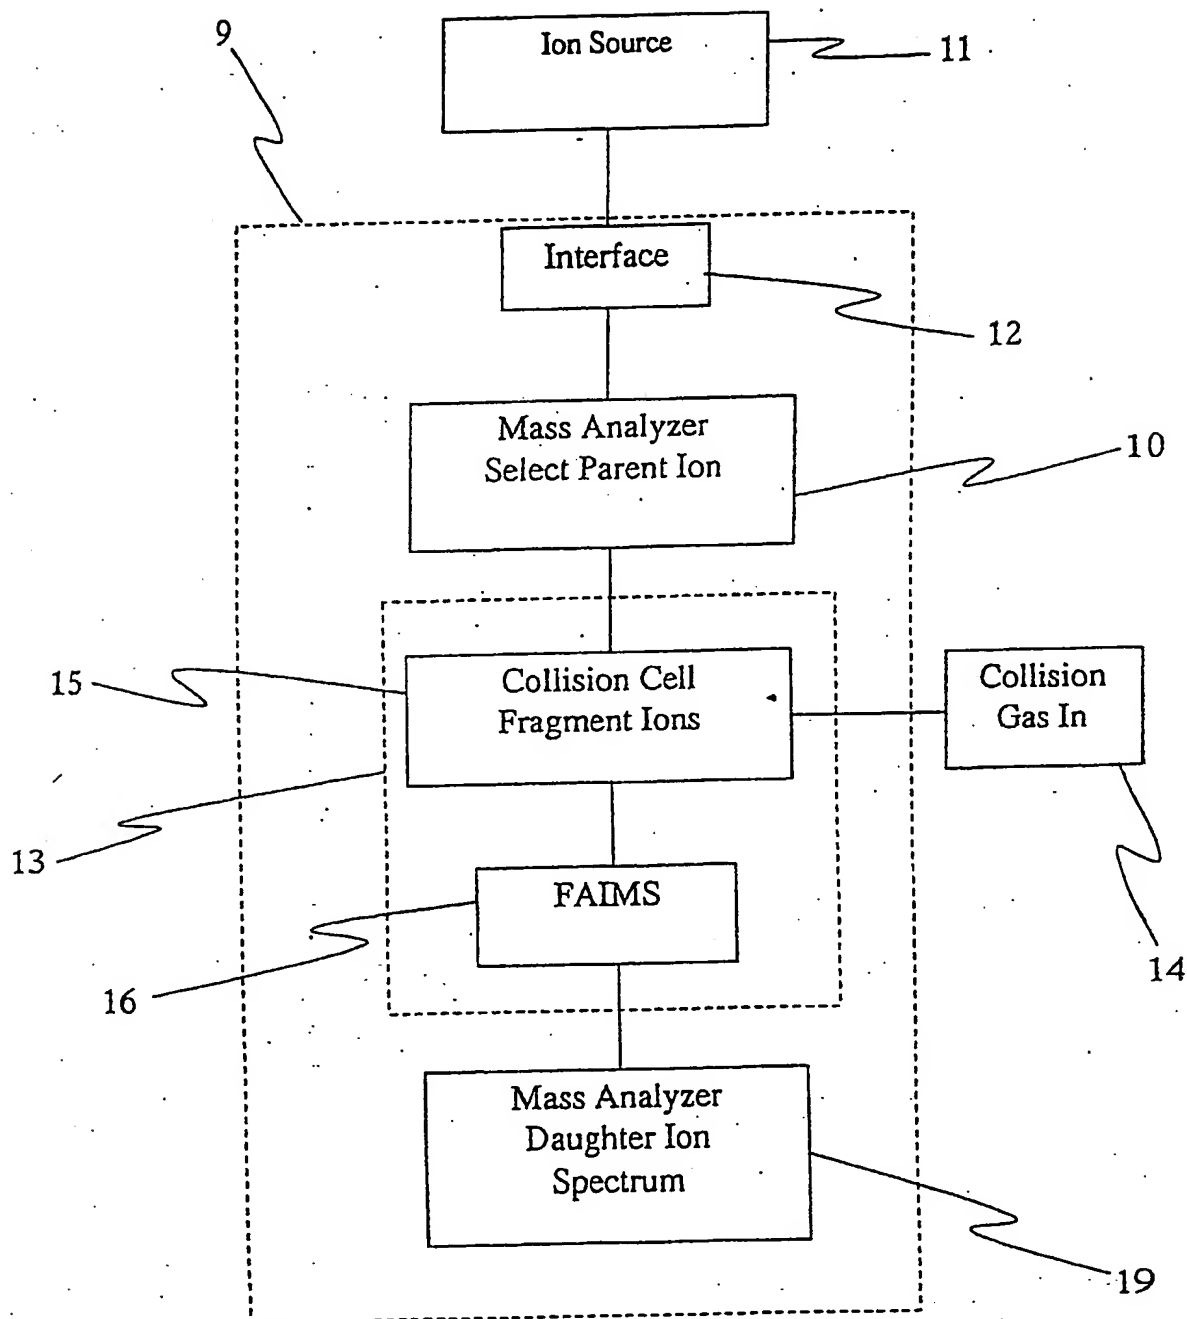 9
Ion Source
11
Interface
12
Mass Analyzer
Select Parent Ion
10
15
Collision Cell
Fragment Ions
Collision
Gas In
13
FAIMS
14
16
Mass Analyzer
Daughter Ion
Spectrum
19